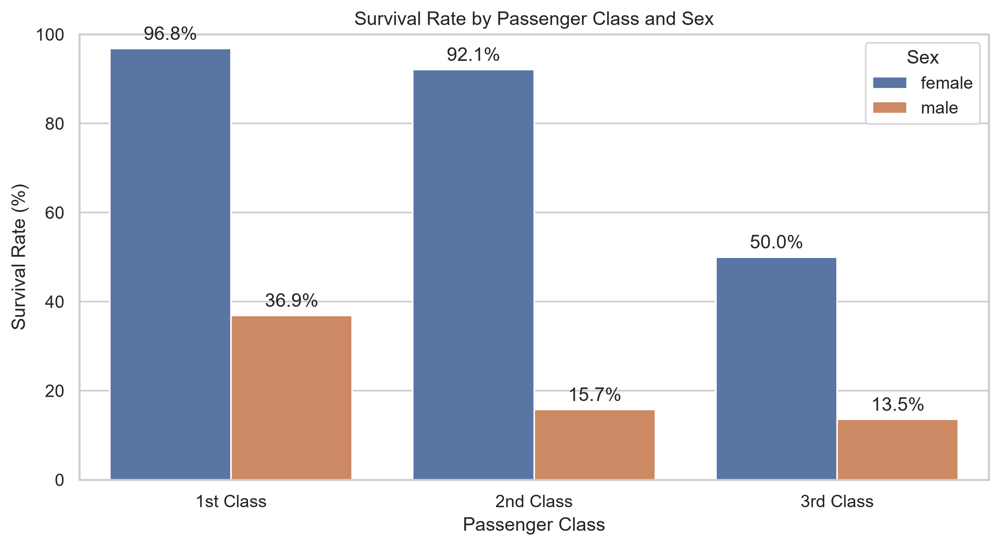 Survival Rate by Passenger Class and Sex
Survival Rate (%)
100
80
60
40
20
0
96.8%
36.9%
92.1%
15.7%
50.0%
13.5%
Sex
female
male
1st Class
2nd Class
3rd Class
Passenger Class